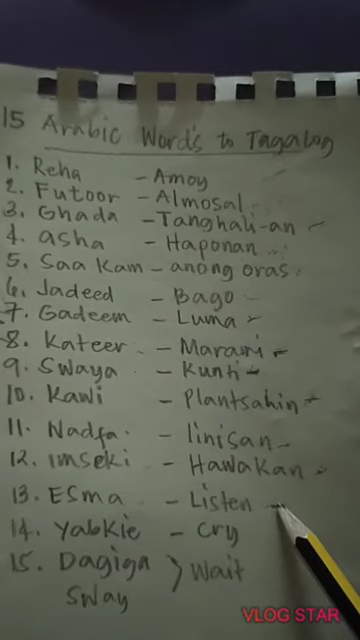 15 Arabic Words to Tagalog
1. Reha - Amoy
2. Futoor - Almosal
3. Ghada - Tanghali-an
4. asha - Haponan
5. Saa Kam - anong oras
6. Jadeed - Bago
7. Gadeem - Luma
8. Kateer - Marami
9. Swaya - Kunti
10. Kawi - Plantsahin
11. Nadfa - linisan
12. imseki - Hawakan
13. Esma - Listen
14. Yabkie - Cry
15. Dagiga > Wait
Sway
VLOG STAR